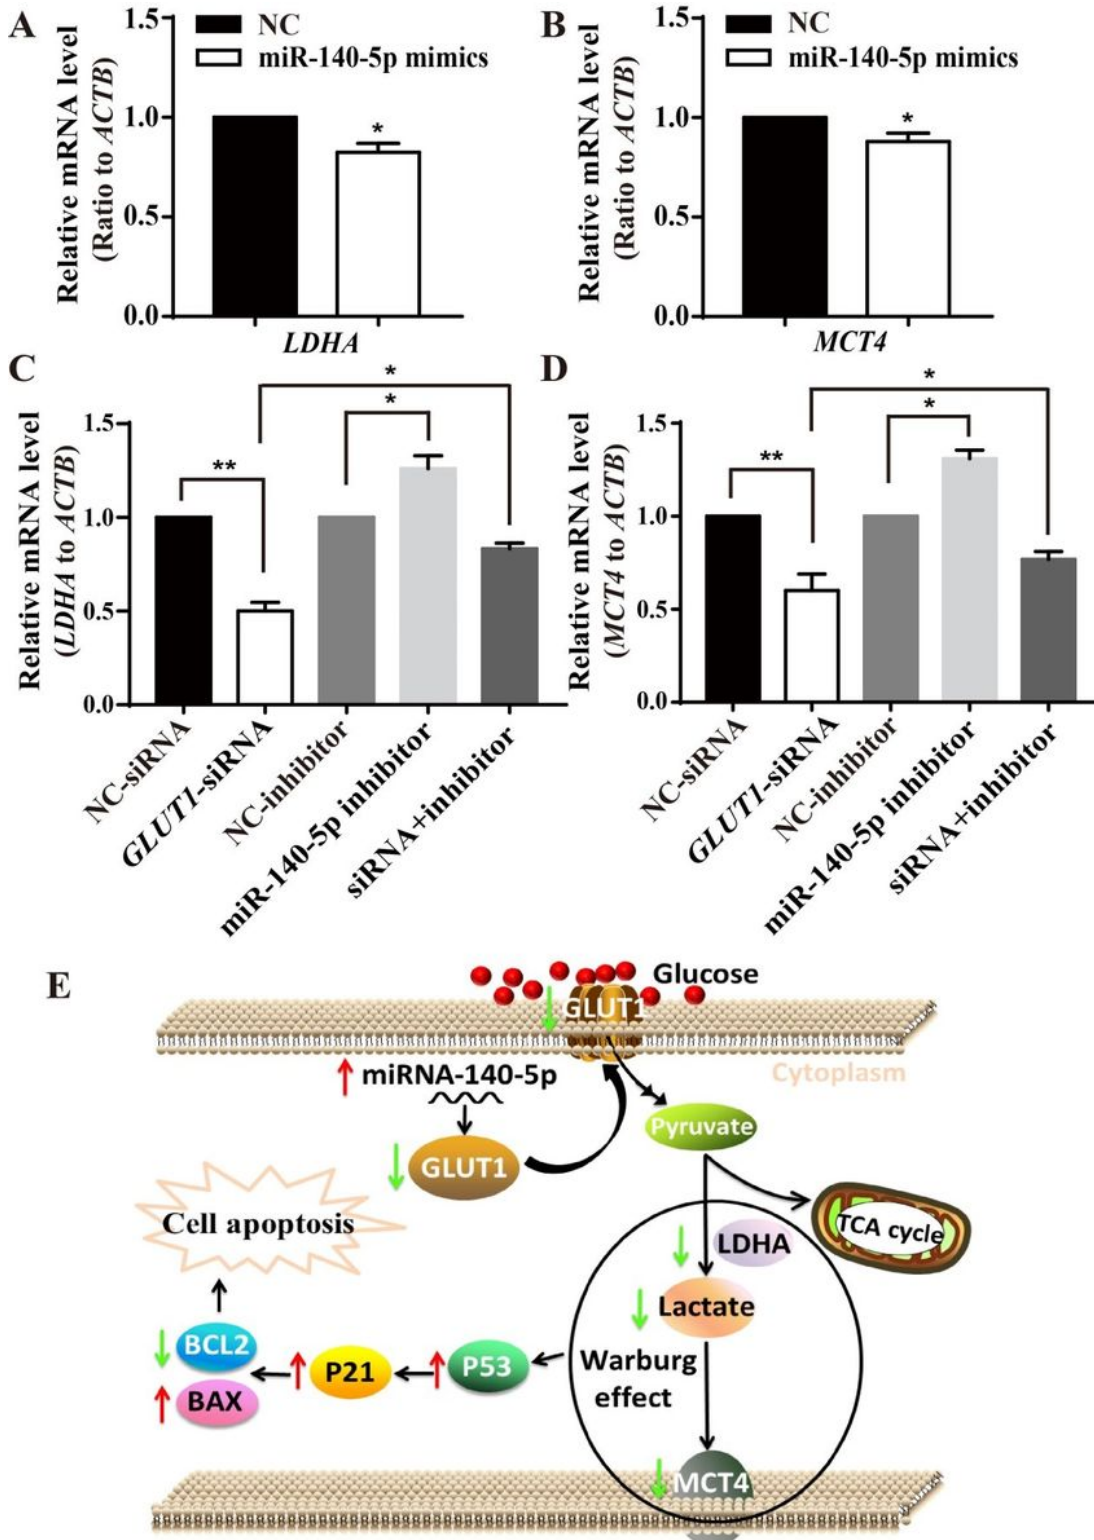 A
Relative mRNA level
(Ratio to ACTB)
1.5
1.0
0.5
0.0
NC
miR-140-5p mimics
*
LDHA
B
Relative mRNA level
(Ratio to ACTB)
1.5
1.0
0.5
0.0
NC
miR-140-5p mimics
*
MCT4
C
Relative mRNA level
(LDHA to ACTB)
1.5
1.0
0.5
0.0
**
*
*
NC-siRNA
GLUT1-siRNA
NC-inhibitor
miR-140-5p inhibitor
siRNA+inhibitor
D
Relative mRNA level
(MCT4 to ACTB)
1.5
1.0
0.5
0.0
**
*
*
NC-siRNA
GLUT1-siRNA
NC-inhibitor
miR-140-5p inhibitor
siRNA+inhibitor
E
Glucose
GLUT1
Cytoplasm
miRNA-140-5p
GLUT1
Pyruvate
TCA cycle
LDHA
Lactate
Warburg
effect
MCT4
P53
P21
BCL2
BAX
Cell apoptosis